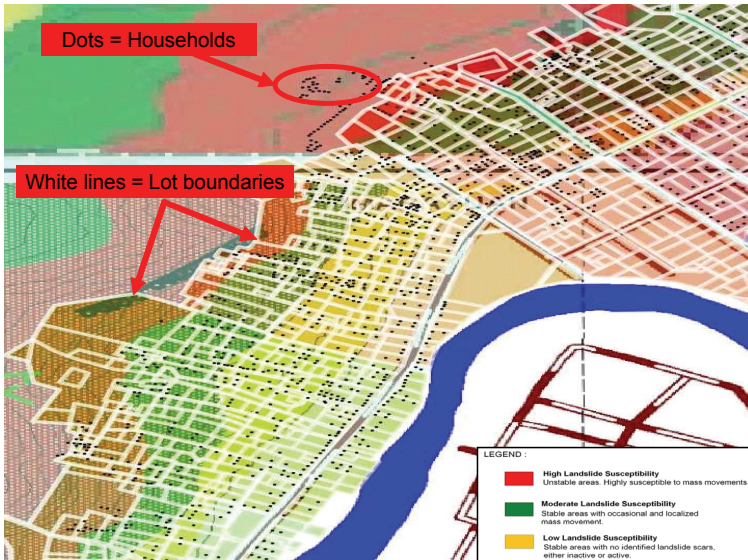 Dots = Households
White lines = Lot boundaries
LEGEND :
High Landslide Susceptibility
Unstable areas. Highly susceptible to mass movements.
Moderate Landslide Susceptibility
Stable areas with occasional and localized
mass movement.
Low Landslide Susceptibility
Stable areas with no identified landslide scars,
either inactive or active.